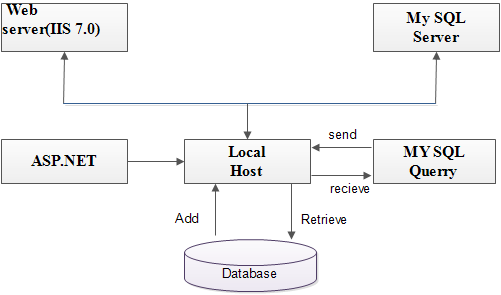 Web
server(IIS 7.0)
My SQL
Server
send
ASP.NET
Local
Host
MY SQL
Querry
recieve
Add
Retrieve
Database